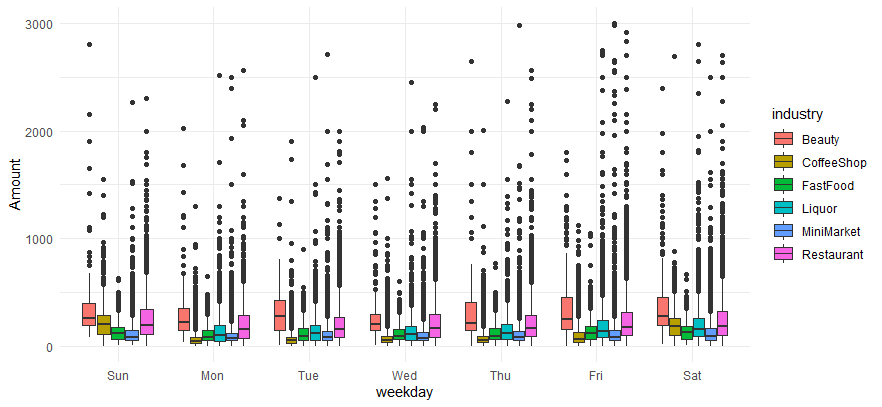 3000
2000
1000
0
Amount
Sun Mon Tue Wed Thu Fri Sat
weekday
industry
Beauty
CoffeeShop
FastFood
Liquor
MiniMarket
Restaurant